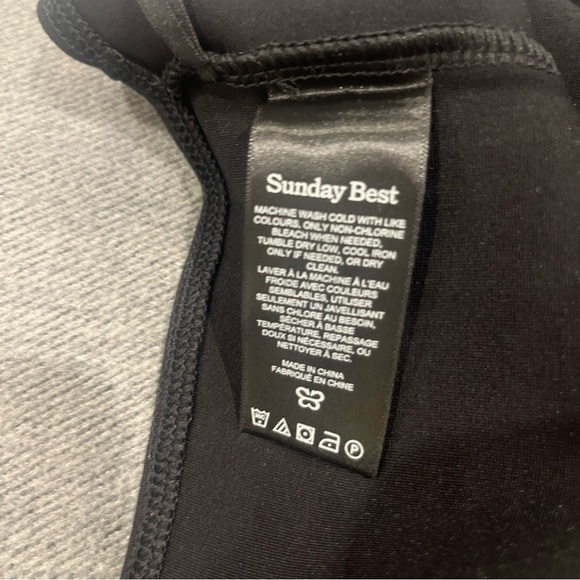 Sunday Best
MACHINE WASH COLD WITH LIKE
COLOURS, ONLY NON-CHLORINE
BLEACH WHEN NEEDED,
TUMBLE DRY LOW, COOL IRON
ONLY IF NEEDED, OR DRY
CLEAN.
LAVER À LA MACHINE À L'EAU
FROIDE AVEC COULEURS
SEMBLABLES, UTILISER
SEULEMENT UN JAVELLISANT
SANS CHLORE AU BESOIN,
SÉCHER À BASSE
TEMPÉRATURE, REPASSAGE
DOUX SI NÉCESSAIRE, OU
NETTOYER À SEC.
MADE IN CHINA
FABRIQUÉ EN CHINE
P